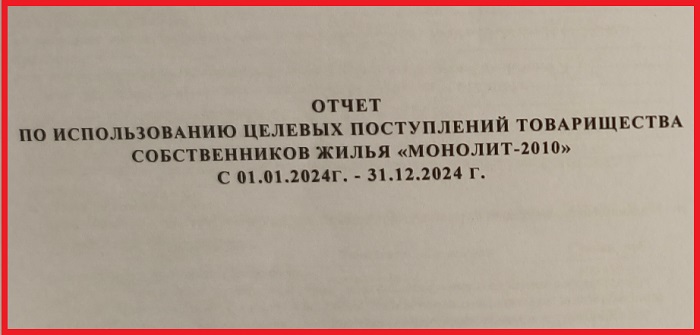 ОТЧЕТ
ПО ИСПОЛЬЗОВАНИЮ ЦЕЛЕВЫХ ПОСТУПЛЕНИЙ ТОВАРИЩЕСТВА
СОБСТВЕННИКОВ ЖИЛЬЯ «МОНОЛИТ-2010»
С 01.01.2024г. - 31.12.2024 г.